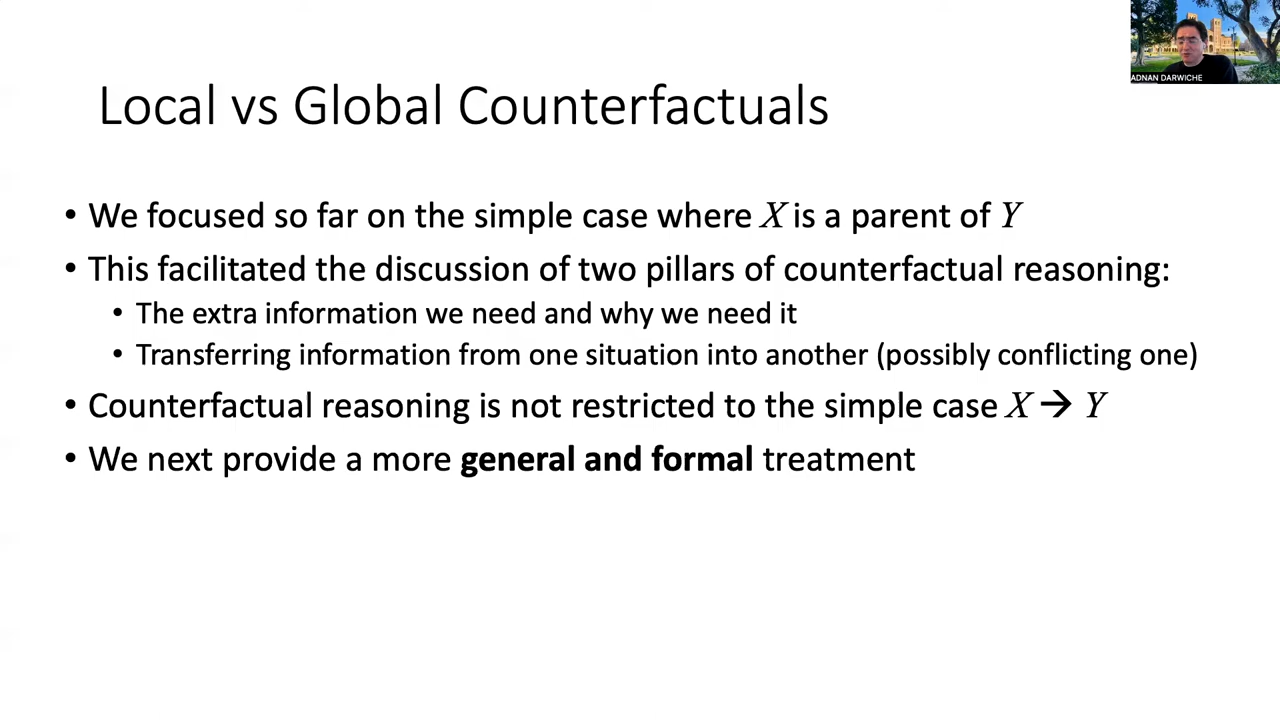 ADNAN DARWICHE
Local vs Global Counterfactuals
• We focused so far on the simple case where X is a parent of Y
• This facilitated the discussion of two pillars of counterfactual reasoning:
• The extra information we need and why we need it
• Transferring information from one situation into another (possibly conflicting one)
• Counterfactual reasoning is not restricted to the simple case X → Y
• We next provide a more general and formal treatment